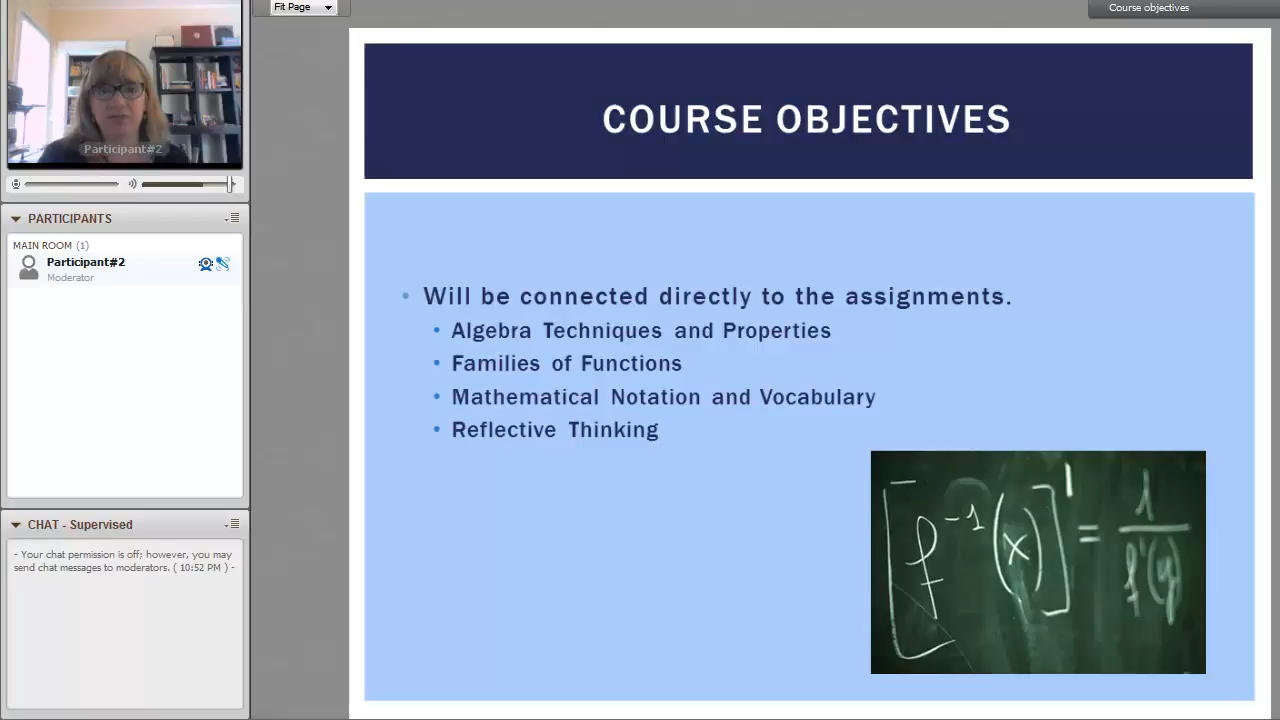 Fit Page
Course objectives
Participant#2
PARTICIPANTS
MAIN ROOM (1)
Participant#2
Moderator
CHAT - Supervised
- Your chat permission is off; however, you may
send chat messages to moderators. ( 10:52 PM ) -
COURSE OBJECTIVES
• Will be connected directly to the assignments.
• Algebra Techniques and Properties
• Families of Functions
• Mathematical Notation and Vocabulary
• Reflective Thinking
[f⁻¹(x)]' = 1/f'(y)